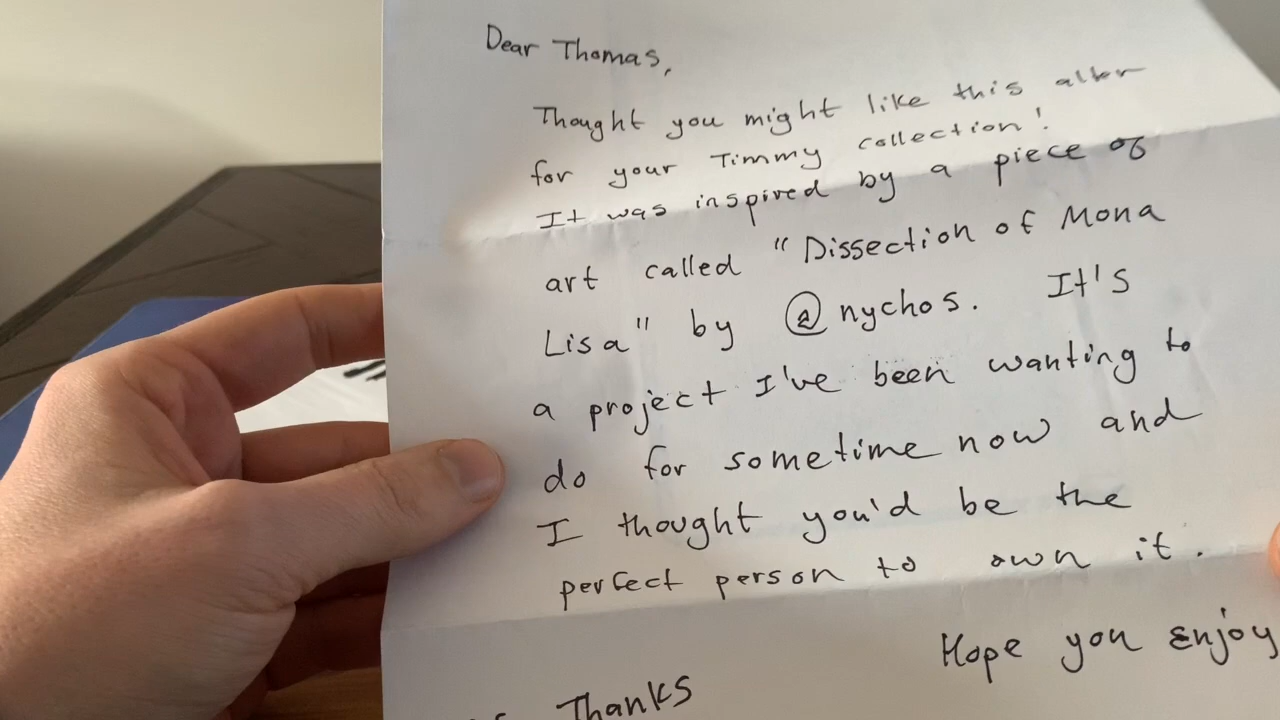 Dear Thomas,
Thought you might like this alter
for your Timmy collection!
It was inspired by a piece of
art called "Dissection of Mona
Lisa" by @nychos. It's
a project I've been wanting to
do for sometime now and
I thought you'd be the
perfect person to own it.
Hope you enjoy
Thanks